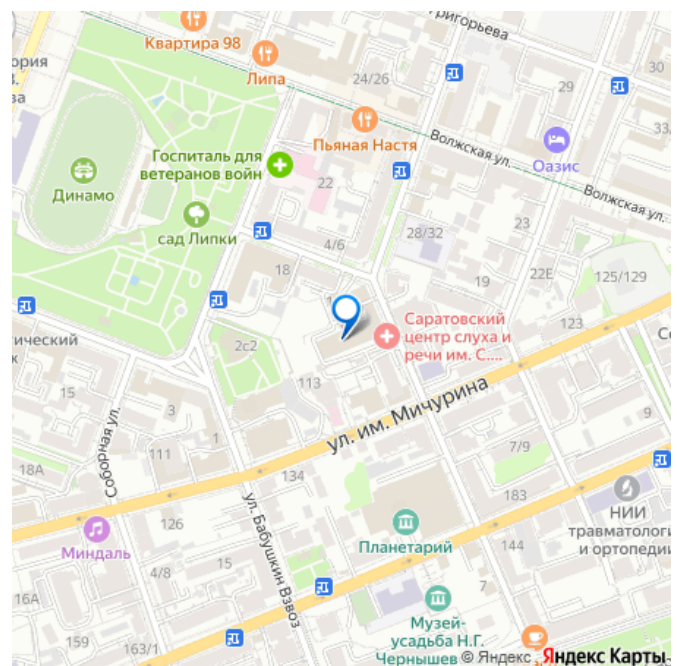 Григорьева
Квартира 98
Липа
24/26
29
30
ория
З.
ва
Пьяная Настя
Волжская ул.
Оазис
33
Госпиталь для
ветеранов войн
22
Динамо
сад Липки
Волжская ул.
23
4/6
28/32
18
19
22Е
125/129
Саратовский
центр слуха и
речи им. С....
123
2с2
113
ул. им. Мичурина
15
3
1
Соборная ул.
111
18А
134
7/9
9
183
НИИ
травматологи
и ортопедии
Миндаль
126
ул. Бабушкин Взвоз
Планетарий
144
4/8
7
16А
159
163/1
Музей-
усадьба Н.Г.
Чернышев
© Яндекс
Яндекс Карты